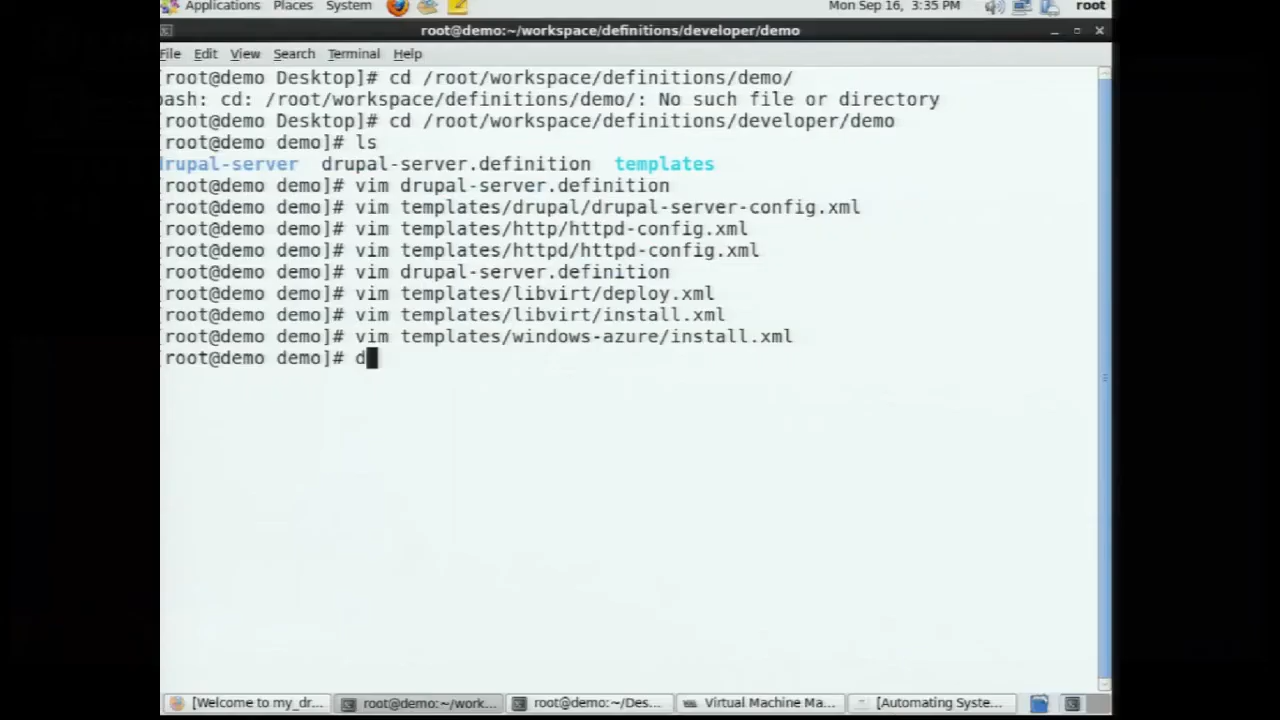 Applications Places System Mon Sep 16, 3:35 PM root
root@demo:~/workspace/definitions/developer/demo
File Edit View Search Terminal Help
[root@demo Desktop]# cd /root/workspace/definitions/demo/
bash: cd: /root/workspace/definitions/demo/: No such file or directory
[root@demo Desktop]# cd /root/workspace/definitions/developer/demo
[root@demo demo]# ls
drupal-server drupal-server.definition templates
[root@demo demo]# vim drupal-server.definition
[root@demo demo]# vim templates/drupal/drupal-server-config.xml
[root@demo demo]# vim templates/http/httpd-config.xml
[root@demo demo]# vim templates/httpd/httpd-config.xml
[root@demo demo]# vim drupal-server.definition
[root@demo demo]# vim templates/libvirt/deploy.xml
[root@demo demo]# vim templates/libvirt/install.xml
[root@demo demo]# vim templates/windows-azure/install.xml
[root@demo demo]# d
[Welcome to my_dr... root@demo:~/work... root@demo:~/Des... Virtual Machine Ma... [Automating Syste...